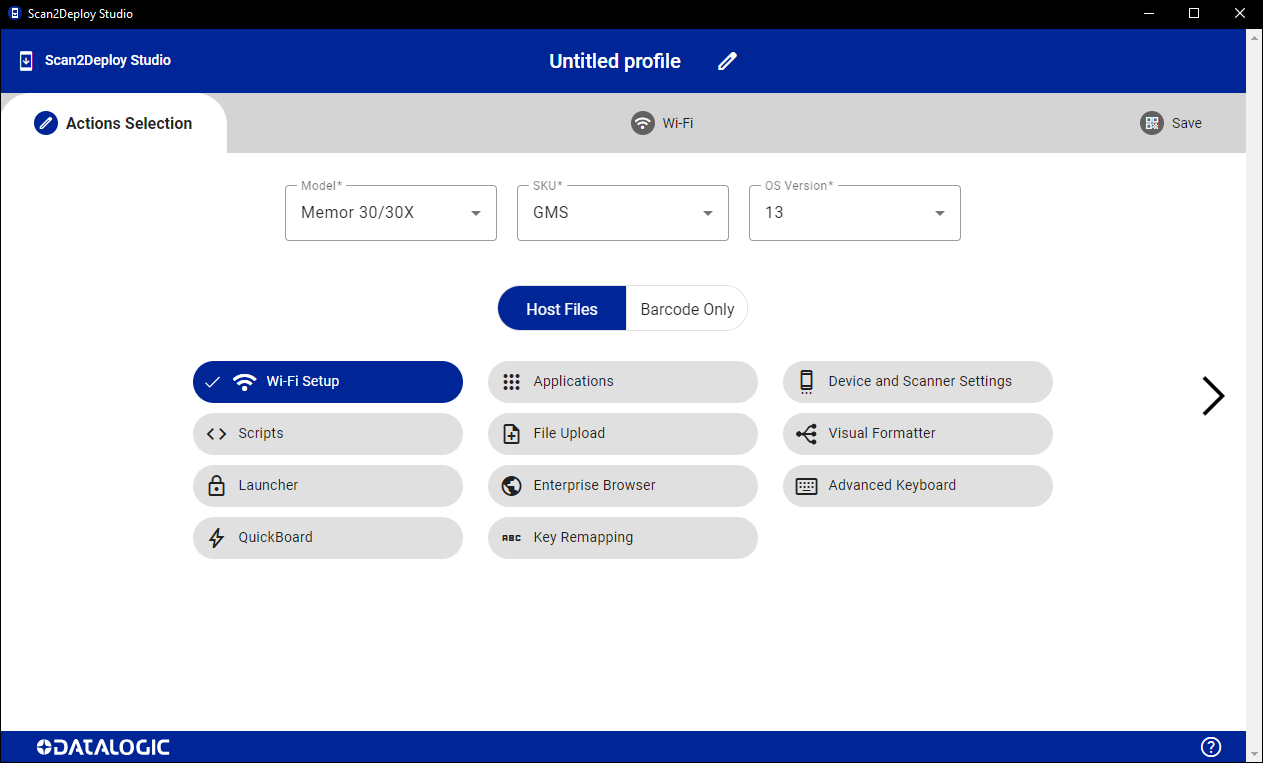 Scan2Deploy Studio
Scan2Deploy Studio
Untitled profile
Actions Selection
Wi-Fi
Save
Model*
SKU*
OS Version*
Memor 30/30X
GMS
13
Host Files
Barcode Only
Wi-Fi Setup
Applications
Device and Scanner Settings
Scripts
File Upload
Visual Formatter
Launcher
Enterprise Browser
Advanced Keyboard
QuickBoard
ABC
Key Remapping
DATALOGIC
?